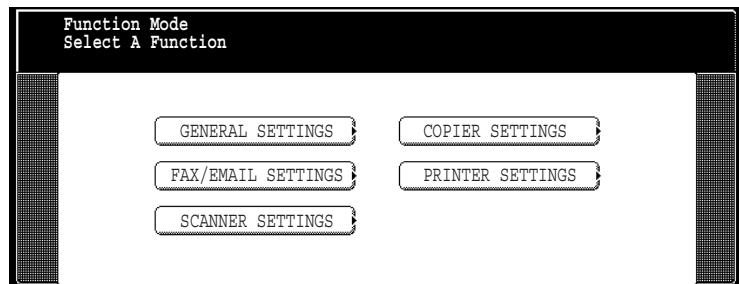 Function Mode
Select A Function
GENERAL SETTINGS
COPIER SETTINGS
FAX/EMAIL SETTINGS
PRINTER SETTINGS
SCANNER SETTINGS